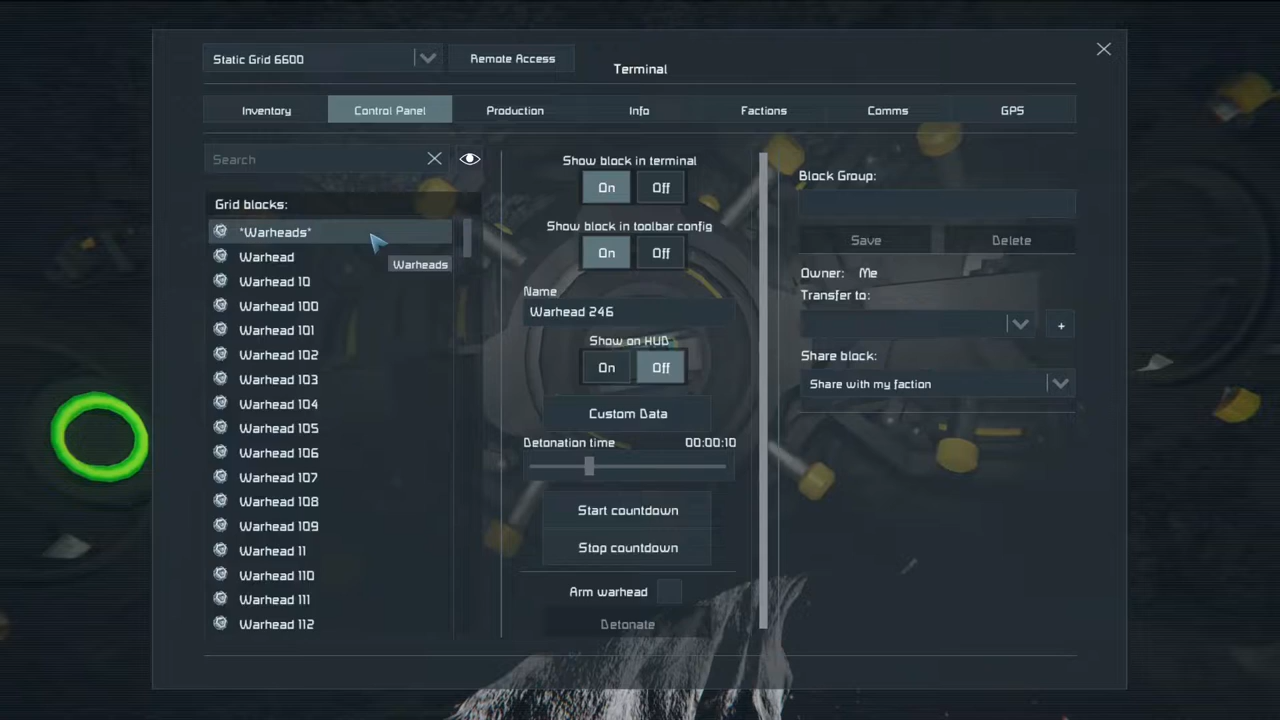 Static Grid 6600
Remote Access
Terminal
Inventory
Control Panel
Production
Info
Factions
Comms
GPS
Search
Grid blocks:
*Warheads*
Warhead
Warhead 10
Warhead 100
Warhead 101
Warhead 102
Warhead 103
Warhead 104
Warhead 105
Warhead 106
Warhead 107
Warhead 108
Warhead 109
Warhead 11
Warhead 110
Warhead 111
Warhead 112
Warheads
Show block in terminal
On Off
Show block in toolbar config
On Off
Name
Warhead 246
Show on HUD
On Off
Custom Data
Detonation time 00:00:10
Start countdown
Stop countdown
Arm warhead
Detonate
Block Group:
Save Delete
Owner: Me
Transfer to:
+
Share block:
Share with my faction